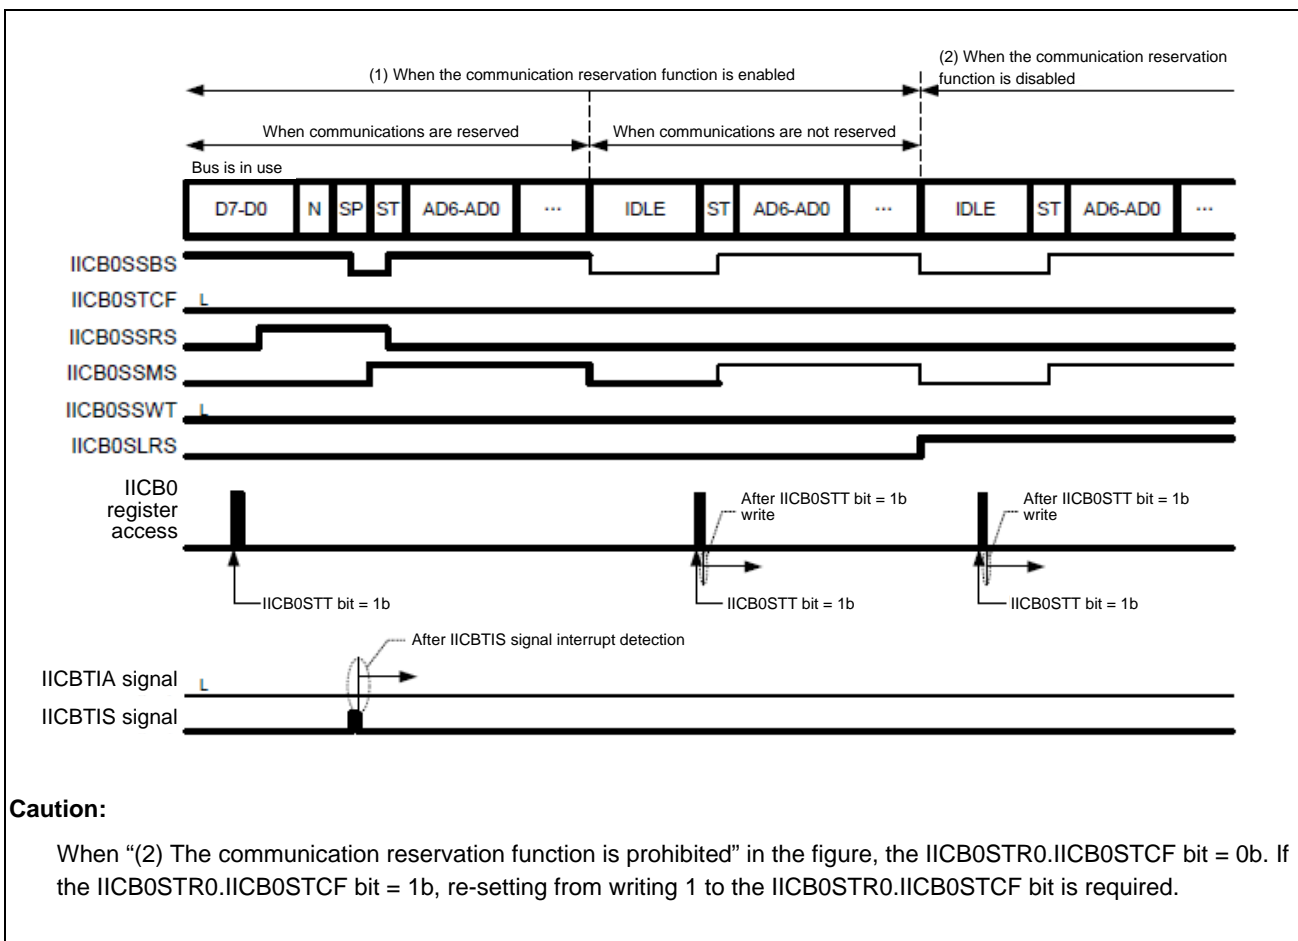 (2) When the communication reservation
(1) When the communication reservation function is enabled
function is disabled
When communications are reserved
When communications are not reserved
Bus is in use
D7-D0 N SP ST AD6-AD0 ... IDLE ST AD6-AD0 ... IDLE ST AD6-AD0 ...
IICB0SSBS
IICB0STCF L
IICB0SSRS
IICB0SSMS
IICB0SSWT L
IICB0SLRS
IICB0
register
access
After IICB0STT bit = 1b
write
After IICB0STT bit = 1b
write
IICB0STT bit = 1b
IICB0STT bit = 1b
IICB0STT bit = 1b
After IICBTIS signal interrupt detection
IICBTIA signal L
IICBTIS signal
Caution:
When “(2) The communication reservation function is prohibited” in the figure, the IICB0STR0.IICB0STCF bit = 0b. If
the IICB0STR0.IICB0STCF bit = 1b, re-setting from writing 1 to the IICB0STR0.IICB0STCF bit is required.